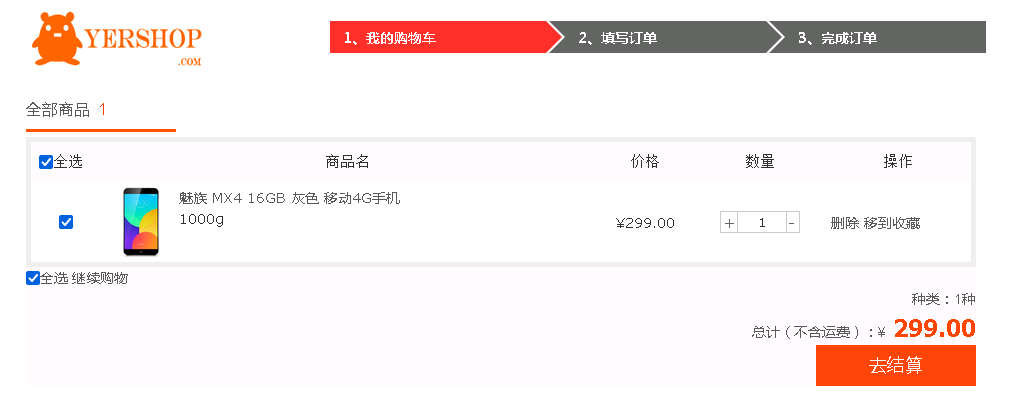 YERSHOP
.COM
1、我的购物车 2、填写订单 3、完成订单
全部商品 1
全选 商品名 价格 数量 操作
魅族 MX4 16GB 灰色 移动4G手机
1000g
¥299.00 + 1 - 删除 移到收藏
全选 继续购物
种类：1种
总计（不含运费）：¥ 299.00
去结算